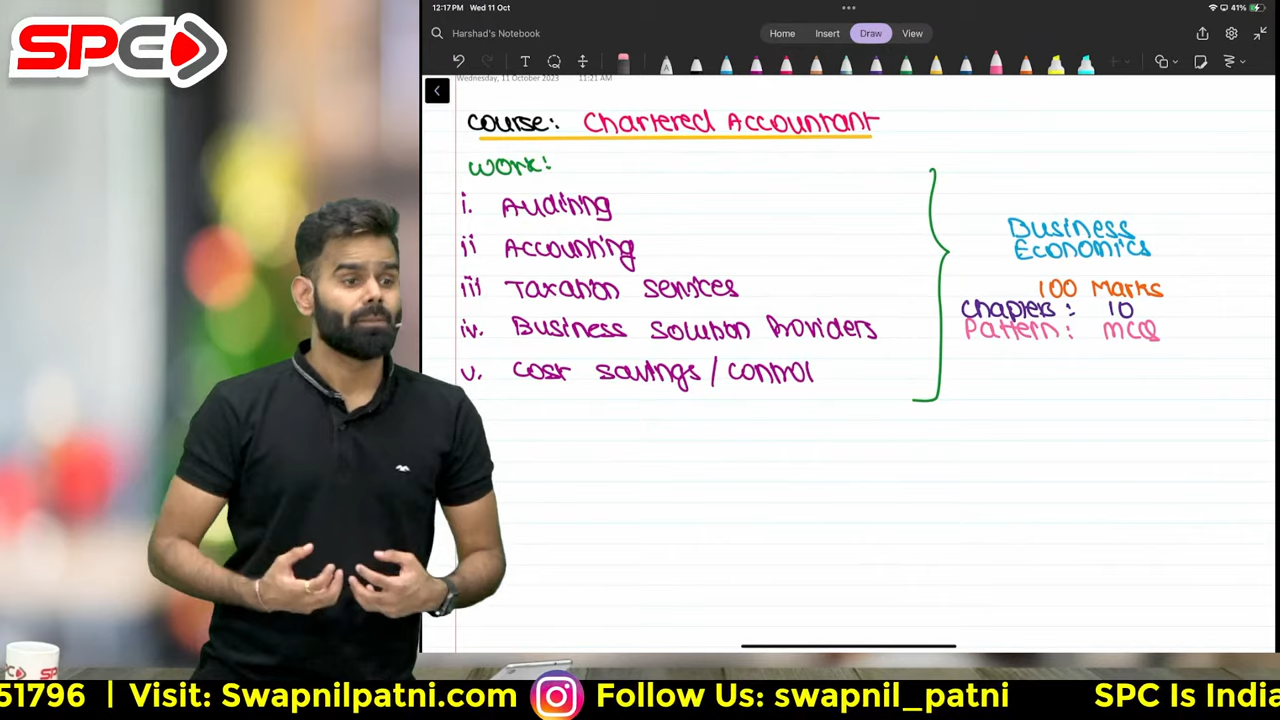 SPC
12:17 PM Wed 11 Oct
41%
Harshad's Notebook
Home Insert Draw View
Wednesday, 11 October 2023 11:21 AM
Course: Chartered Accountant
Work:
i. Auditing
ii Accounting
iii Taxation services
iv. Business Solution Providers
v. Cost savings/control
Business
Economics
100 Marks
Chapters: 10
Pattern: MCQ
SPC
51796 | Visit: Swapnilpatni.com Follow Us: swapnil_patni SPC Is India